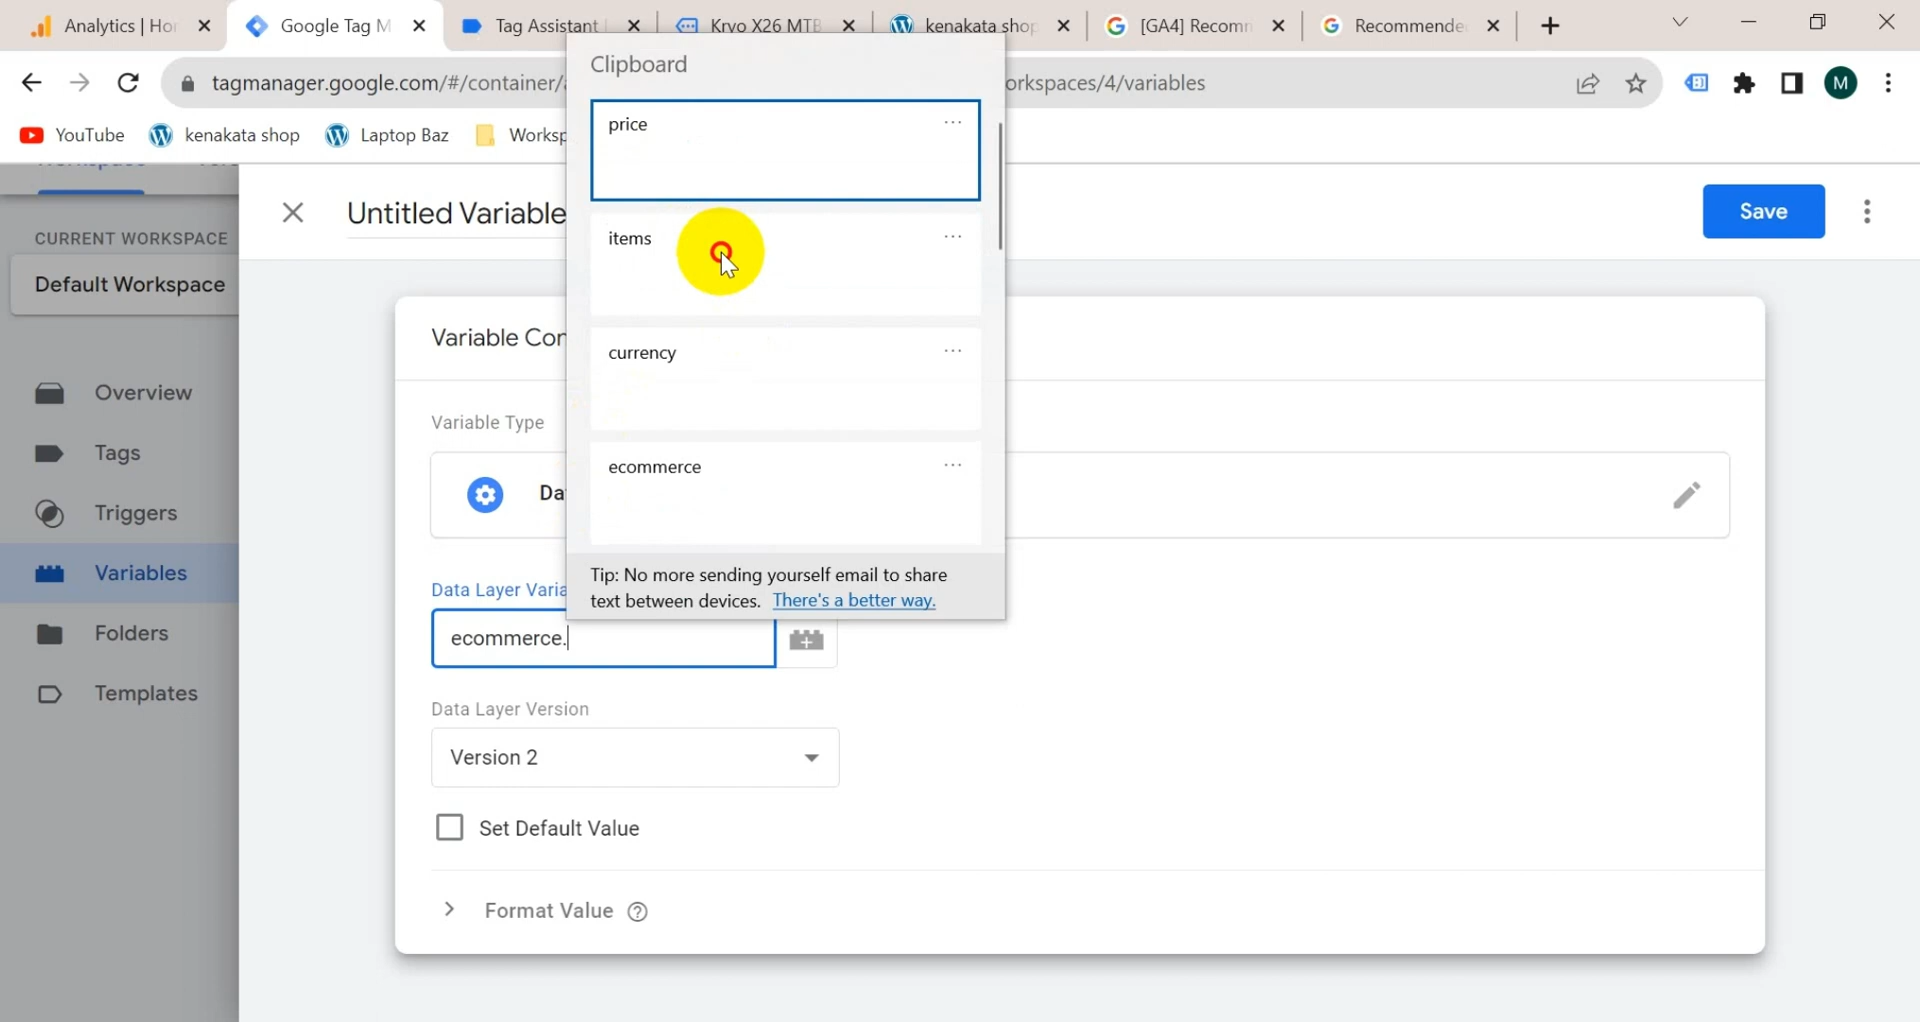 Analytics | Hor
Google Tag M
Tag Assistant
Kryo X26 MTB
kenakata shop
[GA4] Recomm
Recommende
tagmanager.google.com/#/container/
orkspaces/4/variables
M
YouTube
kenakata shop
Laptop Baz
Worksp
Clipboard
price
items
currency
ecommerce
Tip: No more sending yourself email to share
text between devices. There's a better way.
CURRENT WORKSPACE
Default Workspace
Overview
Tags
Triggers
Variables
Folders
Templates
Untitled Variable
Save
Variable Con
Variable Type
Da
Data Layer Varia
ecommerce.
Data Layer Version
Version 2
Set Default Value
Format Value